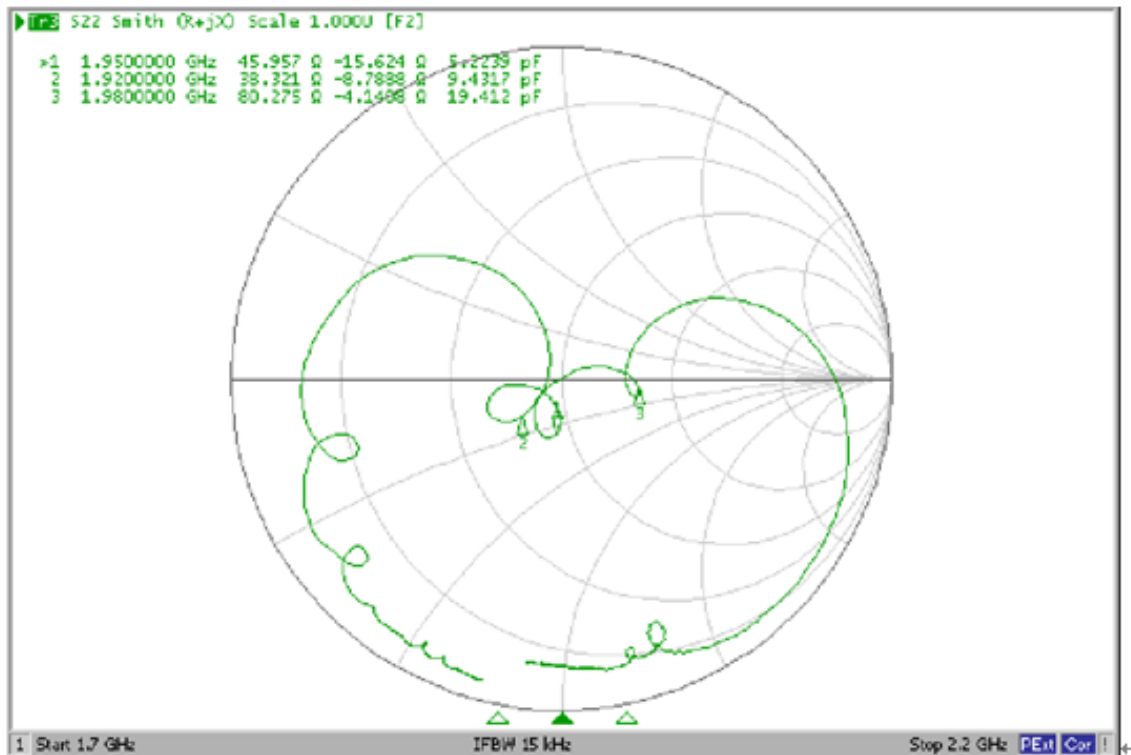 Tr3 S22 Smith (R+jX) Scale 1.000U [F2]
>1 1.9500000 GHz 45.957 Ω -15.624 Ω 5.2239 pF
2 1.9200000 GHz 38.321 Ω -8.7888 Ω 9.4317 pF
3 1.9800000 GHz 80.275 Ω -4.1408 Ω 19.412 pF
3
2
1 Start 1.7 GHz IFBW 15 kHz Stop 2.2 GHz PExt Cor !